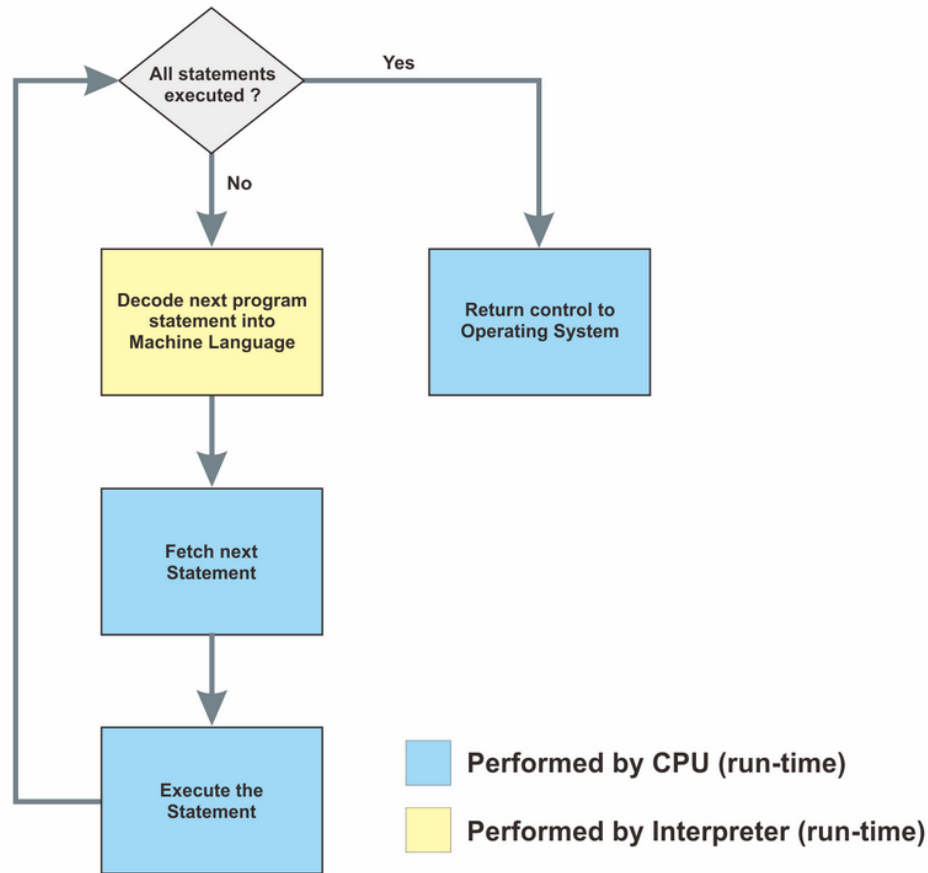 All statements
executed ?
Yes
No
Decode next program
statement into
Machine Language
Return control to
Operating System
Fetch next
Statement
Execute the
Statement
Performed by CPU (run-time)
Performed by Interpreter (run-time)